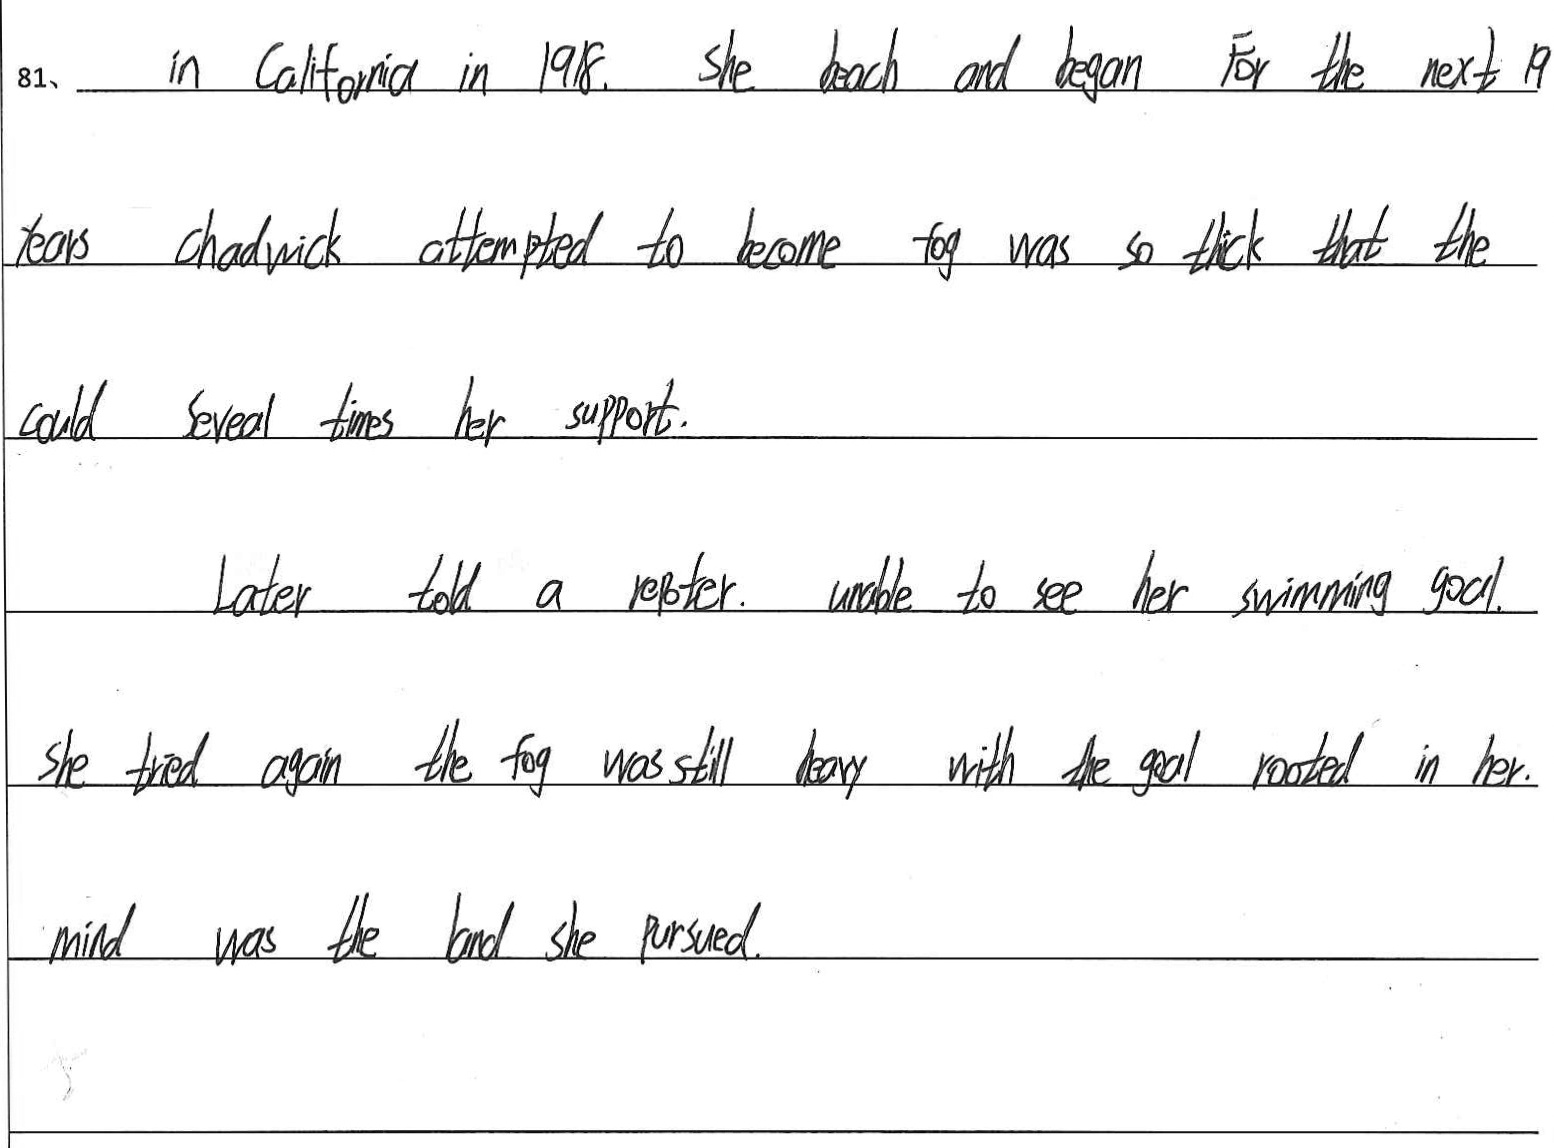 81、 in California in 1918. She beach and began For the next 19
tears chadwick attempted to become fog was so thick that the
could seveal times her support.
Later told a repoter. unable to see her swimming goal.
she tried again the fog was still heavy with the goal rooted in her.
mind was the land she pursued.